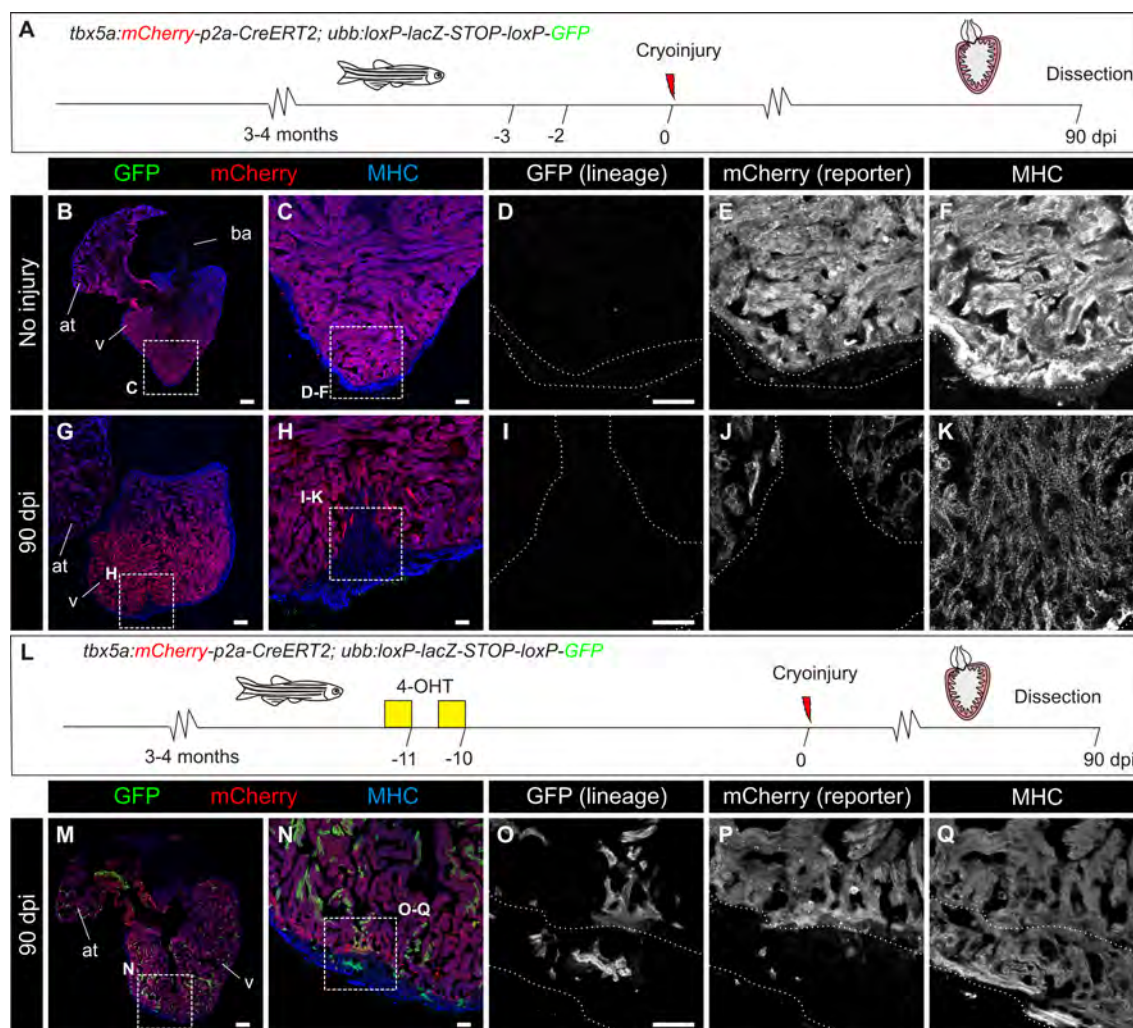 A
tbx5a:mCherry-p2a-CreERT2; ubb:loxP-lacZ-STOP-loxP-GFP
Cryoinjury
Dissection
3-4 months
-3
-2
0
90 dpi
GFP mCherry MHC GFP (lineage) mCherry (reporter) MHC
No injury
B C D E F
ba
at
v
C
D-F
90 dpi
G H I J K
I-K
at
H
v
L
tbx5a:mCherry-p2a-CreERT2; ubb:loxP-lacZ-STOP-loxP-GFP
4-OHT
Cryoinjury
Dissection
3-4 months
-11
-10
0
90 dpi
GFP mCherry MHC GFP (lineage) mCherry (reporter) MHC
90 dpi
M N O P Q
O-Q
at
N
v